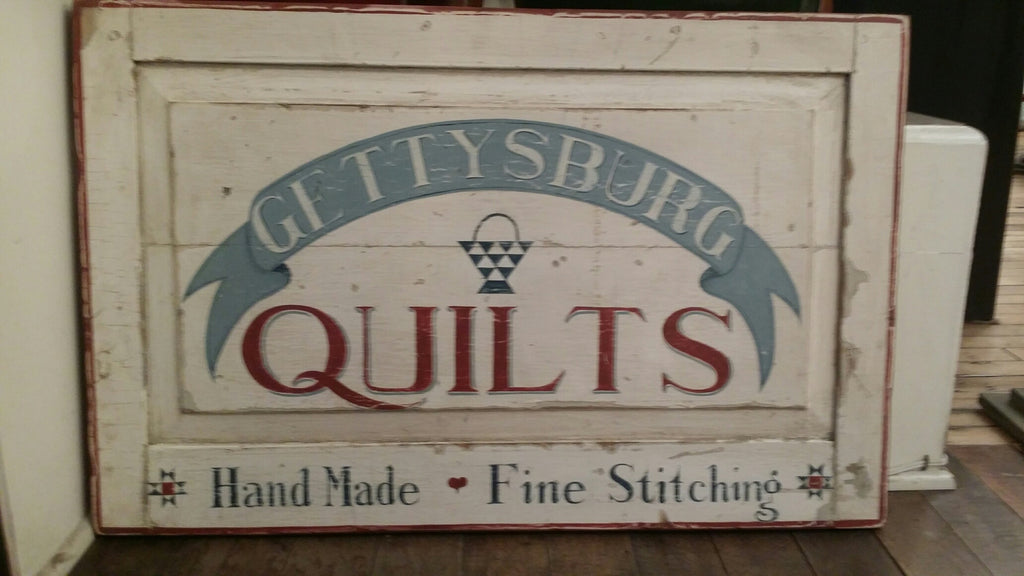 GETTYSBURG
QUILTS
Hand Made ♥ Fine Stitching